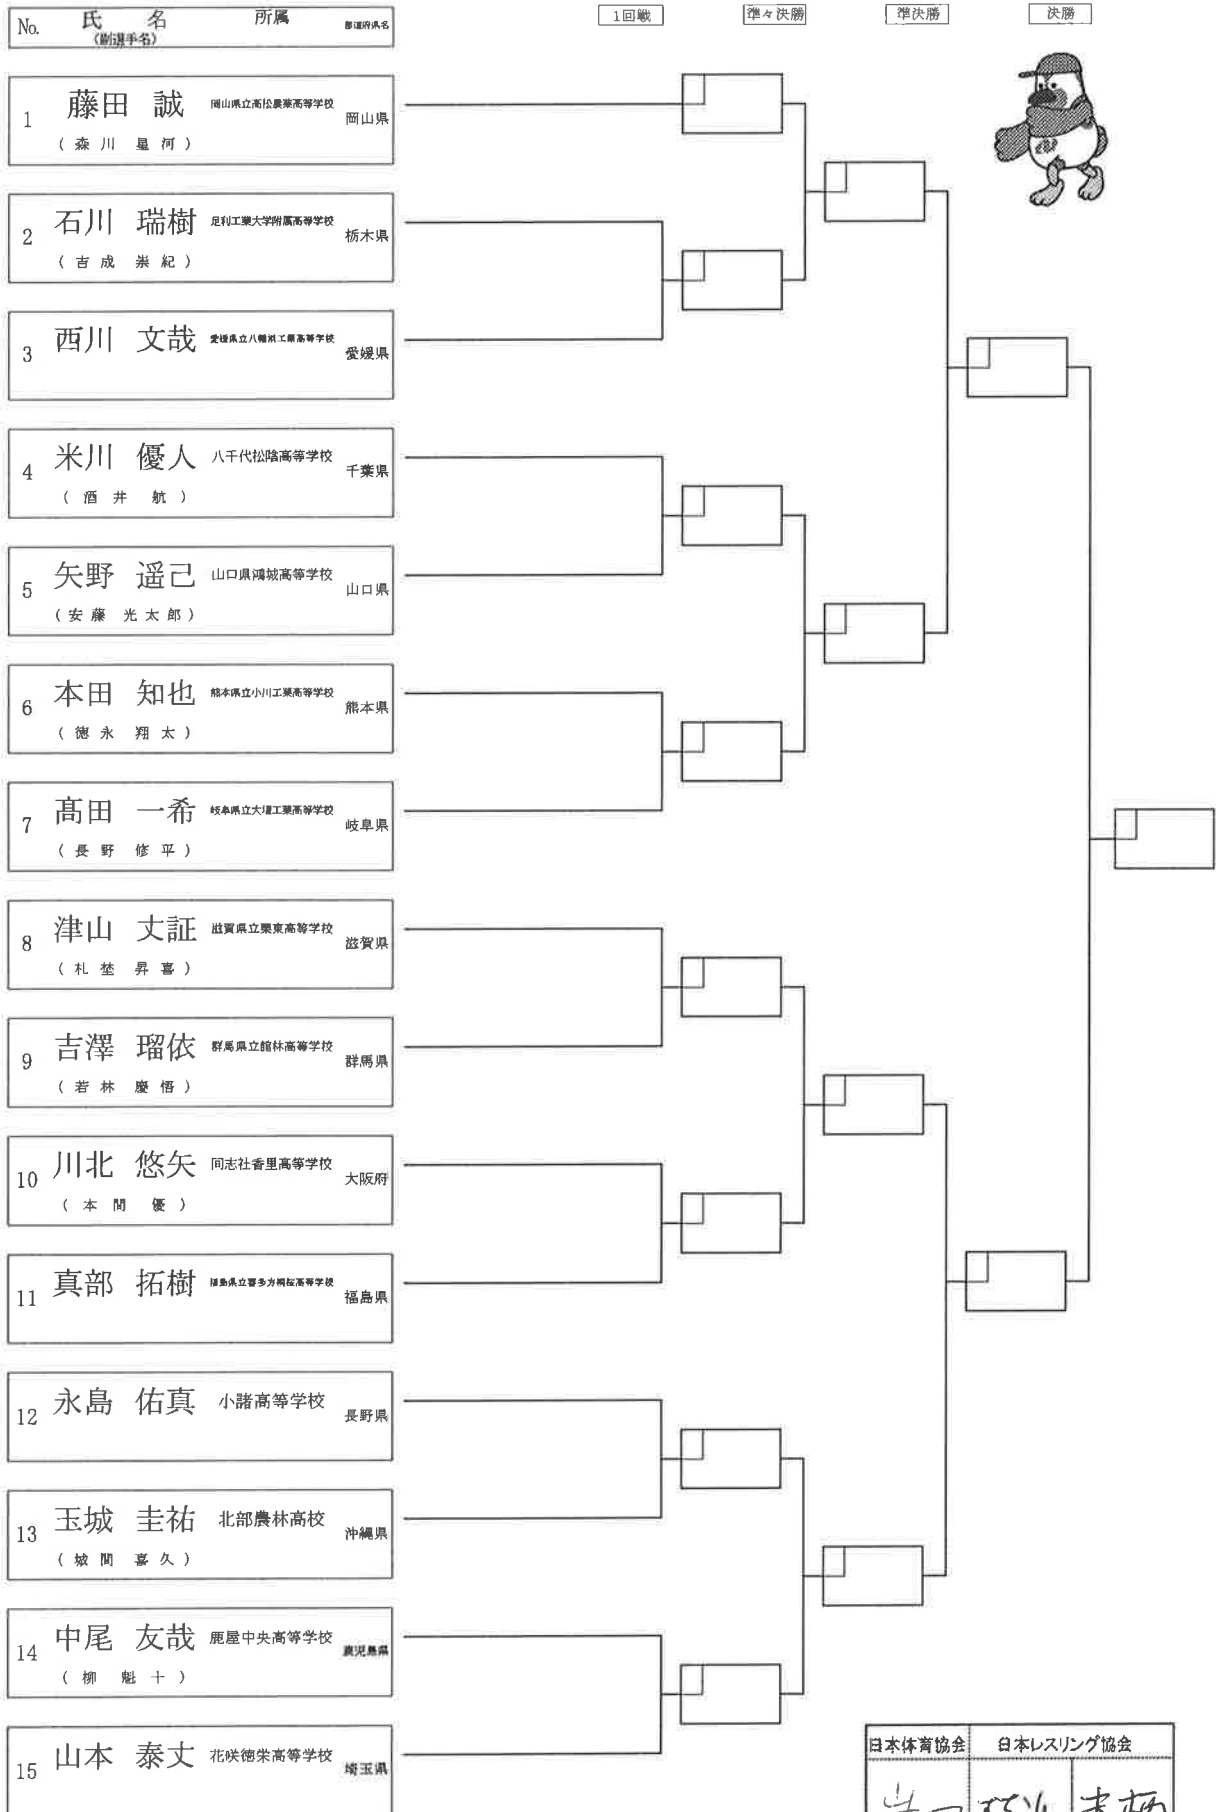 No. 氏 名 所属 都道府県名
(副選手名)
1回戦 準々決勝 準決勝 決勝
1 藤田 誠 岡山県立高松農業高等学校 岡山県
(森川 星河)
2 石川 瑞樹 足利工業大学附属高等学校 栃木県
(吉成 崇紀)
3 西川 文哉 愛媛県立八幡浜工業高等学校 愛媛県
4 米川 優人 八千代松陰高等学校 千葉県
(酒井 航)
5 矢野 遥己 山口県鴻城高等学校 山口県
(安藤 光太郎)
6 本田 知也 熊本県立小川工業高等学校 熊本県
(徳永 翔太)
7 髙田 一希 岐阜県立大垣工業高等学校 岐阜県
(長野 修平)
8 津山 丈証 滋賀県立栗東高等学校 滋賀県
(札埜 昇喜)
9 吉澤 瑠依 群馬県立館林高等学校 群馬県
(若林 慶悟)
10 川北 悠矢 同志社香里高等学校 大阪府
(本間 優)
11 真部 拓樹 福島県立喜多方桐桜高等学校 福島県
12 永島 佑真 小諸高等学校 長野県
13 玉城 圭祐 北部農林高校 沖縄県
(城間 喜久)
14 中尾 友哉 鹿屋中央高等学校 鹿児島県
(柳 魁十)
15 山本 泰丈 花咲徳栄高等学校 埼玉県
日本体育協会 日本レスリング協会